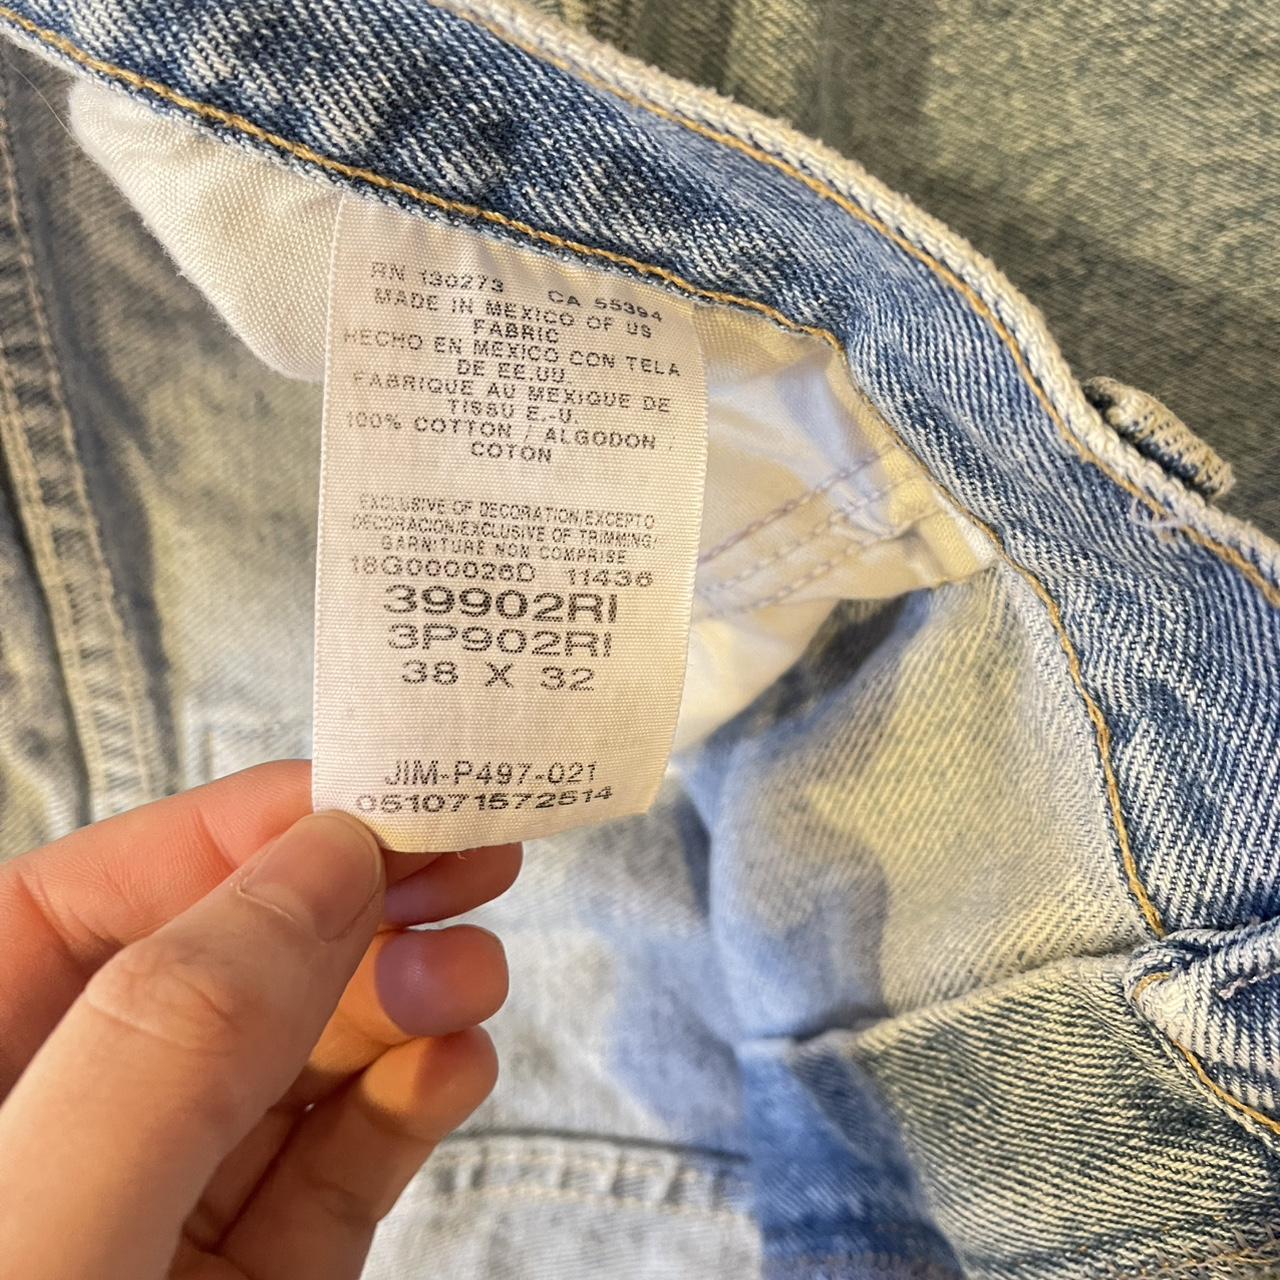 RN 130273 CA 55394
MADE IN MEXICO OF US
FABRIC
HECHO EN MEXICO CON TELA
DE EE.UU.
FABRIQUE AU MEXIQUE DE
TISSU E.-U.
100% COTTON / ALGODON /
COTON
EXCLUSIVE OF DECORATION/EXCEPTO
DECORACION/EXCLUSIVE OF TRIMMING/
GARNITURE NON COMPRISE
18G000026D 11436
39902RI
3P902RI
38 X 32
JIM-P497-021
051071572514